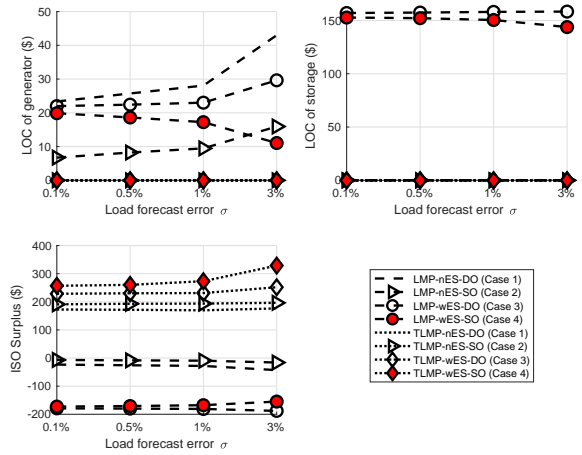 50
40
30
20
10
0
LOC of generator ($)
0.1%
0.5%
1%
3%
Load forecast error σ
150
100
50
0
LOC of storage ($)
0.1%
0.5%
1%
3%
Load forecast error σ
400
300
200
100
0
-100
-200
ISO Surplus ($)
0.1%
0.5%
1%
3%
Load forecast error σ
LMP-nES-DO (Case 1)
LMP-nES-SO (Case 2)
LMP-wES-DO (Case 3)
LMP-wES-SO (Case 4)
TLMP-nES-DO (Case 1)
TLMP-nES-SO (Case 2)
TLMP-wES-DO (Case 3)
TLMP-wES-SO (Case 4)